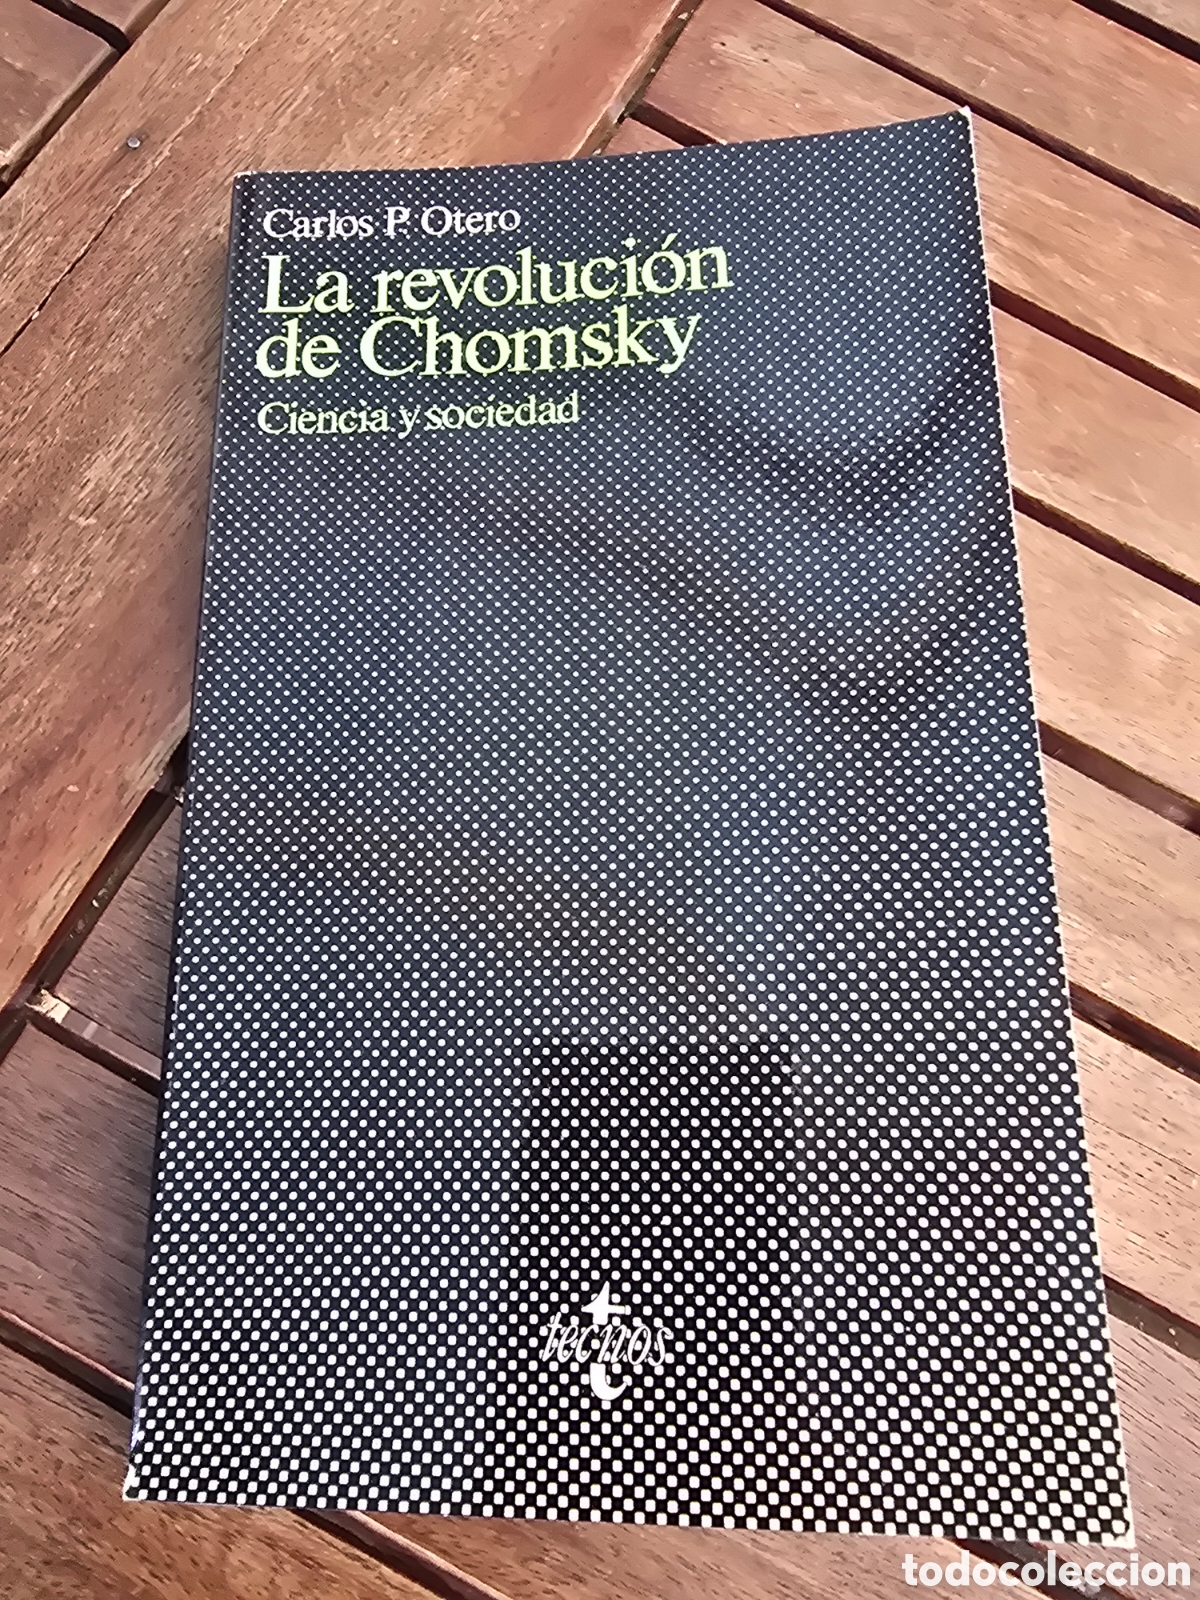 Carlos P. Otero
La revolución
de Chomsky
Ciencia y sociedad
tecnos
todocoleccion